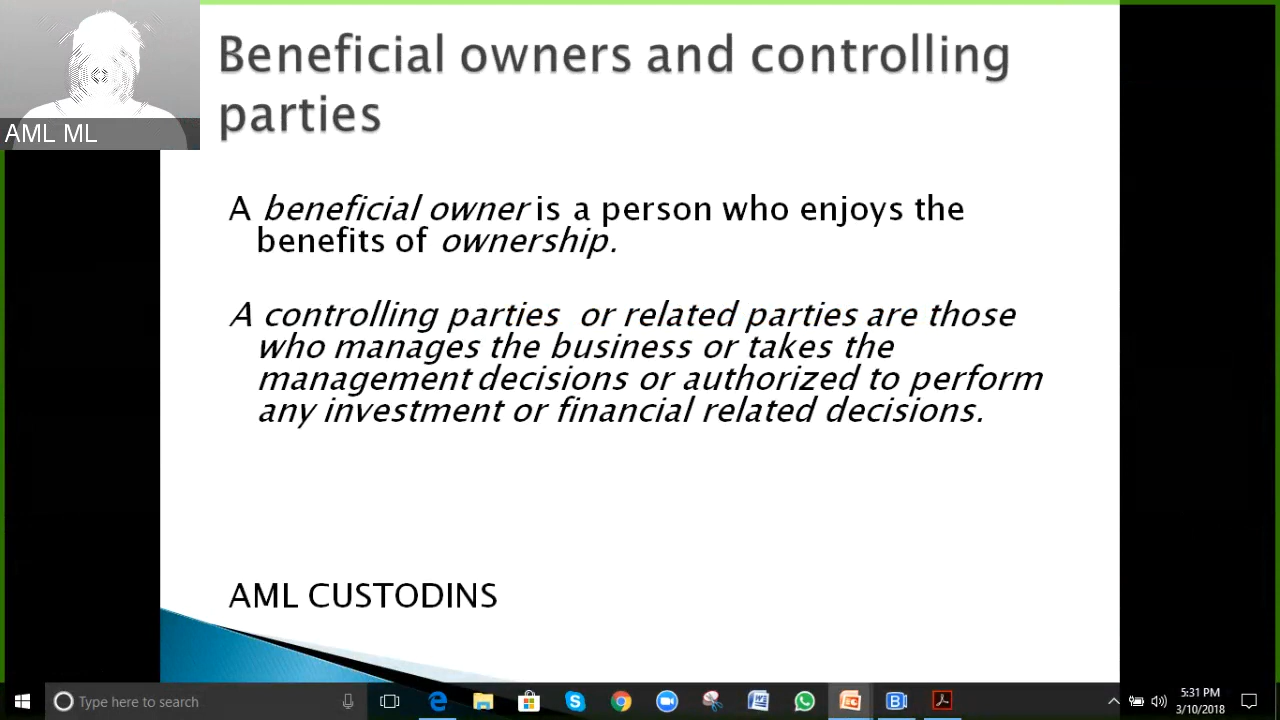 Beneficial owners and controlling
parties
AML ML
A beneficial owner is a person who enjoys the
benefits of ownership.
A controlling parties or related parties are those
who manages the business or takes the
management decisions or authorized to perform
any investment or financial related decisions.
AML CUSTODINS
Type here to search
5:31 PM
3/10/2018